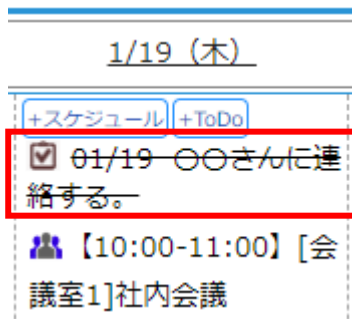 1/19（木）
+スケジュール +ToDo
01/19 〇〇さんに連
絡する。
【10:00-11:00】[会
議室1]社内会議